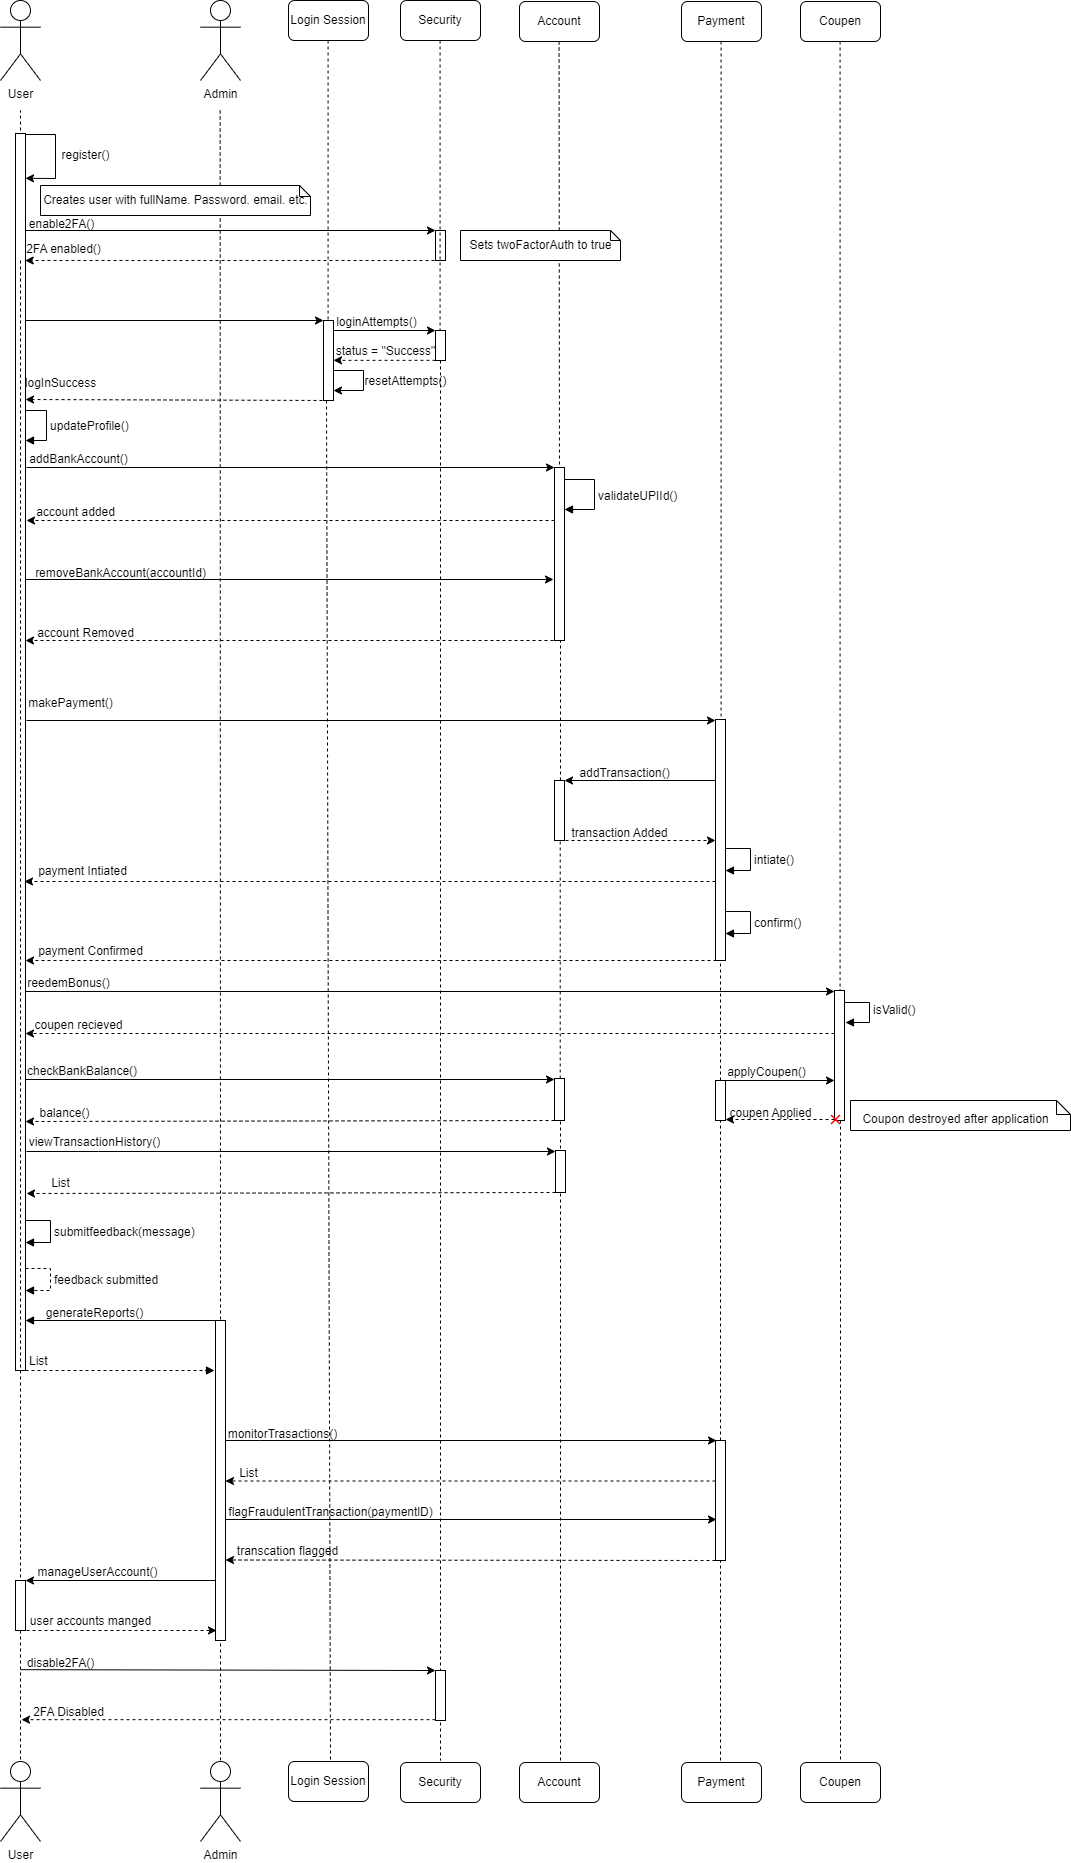 Login Session
Security
Account
Payment
Coupen
User
Admin
register()
Creates user with fullName. Password. email. etc.
enable2FA()
Sets twoFactorAuth to true
2FA enabled()
loginAttempts()
status = "Success"
resetAttempts()
logInSuccess
updateProfile()
addBankAccount()
validateUPIId()
account added
removeBankAccount(accountId)
account Removed
makePayment()
addTransaction()
transaction Added
intiate()
payment Intiated
confirm()
payment Confirmed
reedemBonus()
isValid()
coupen recieved
checkBankBalance()
applyCoupen()
balance()
coupen Applied
Coupon destroyed after application
viewTransactionHistory()
List
submitfeedback(message)
feedback submitted
generateReports()
List
monitorTrasactions()
List
flagFraudulentTransaction(paymentID)
transcation flagged
manageUserAccount()
user accounts manged
disable2FA()
2FA Disabled
Login Session
Security
Account
Payment
Coupen
User
Admin